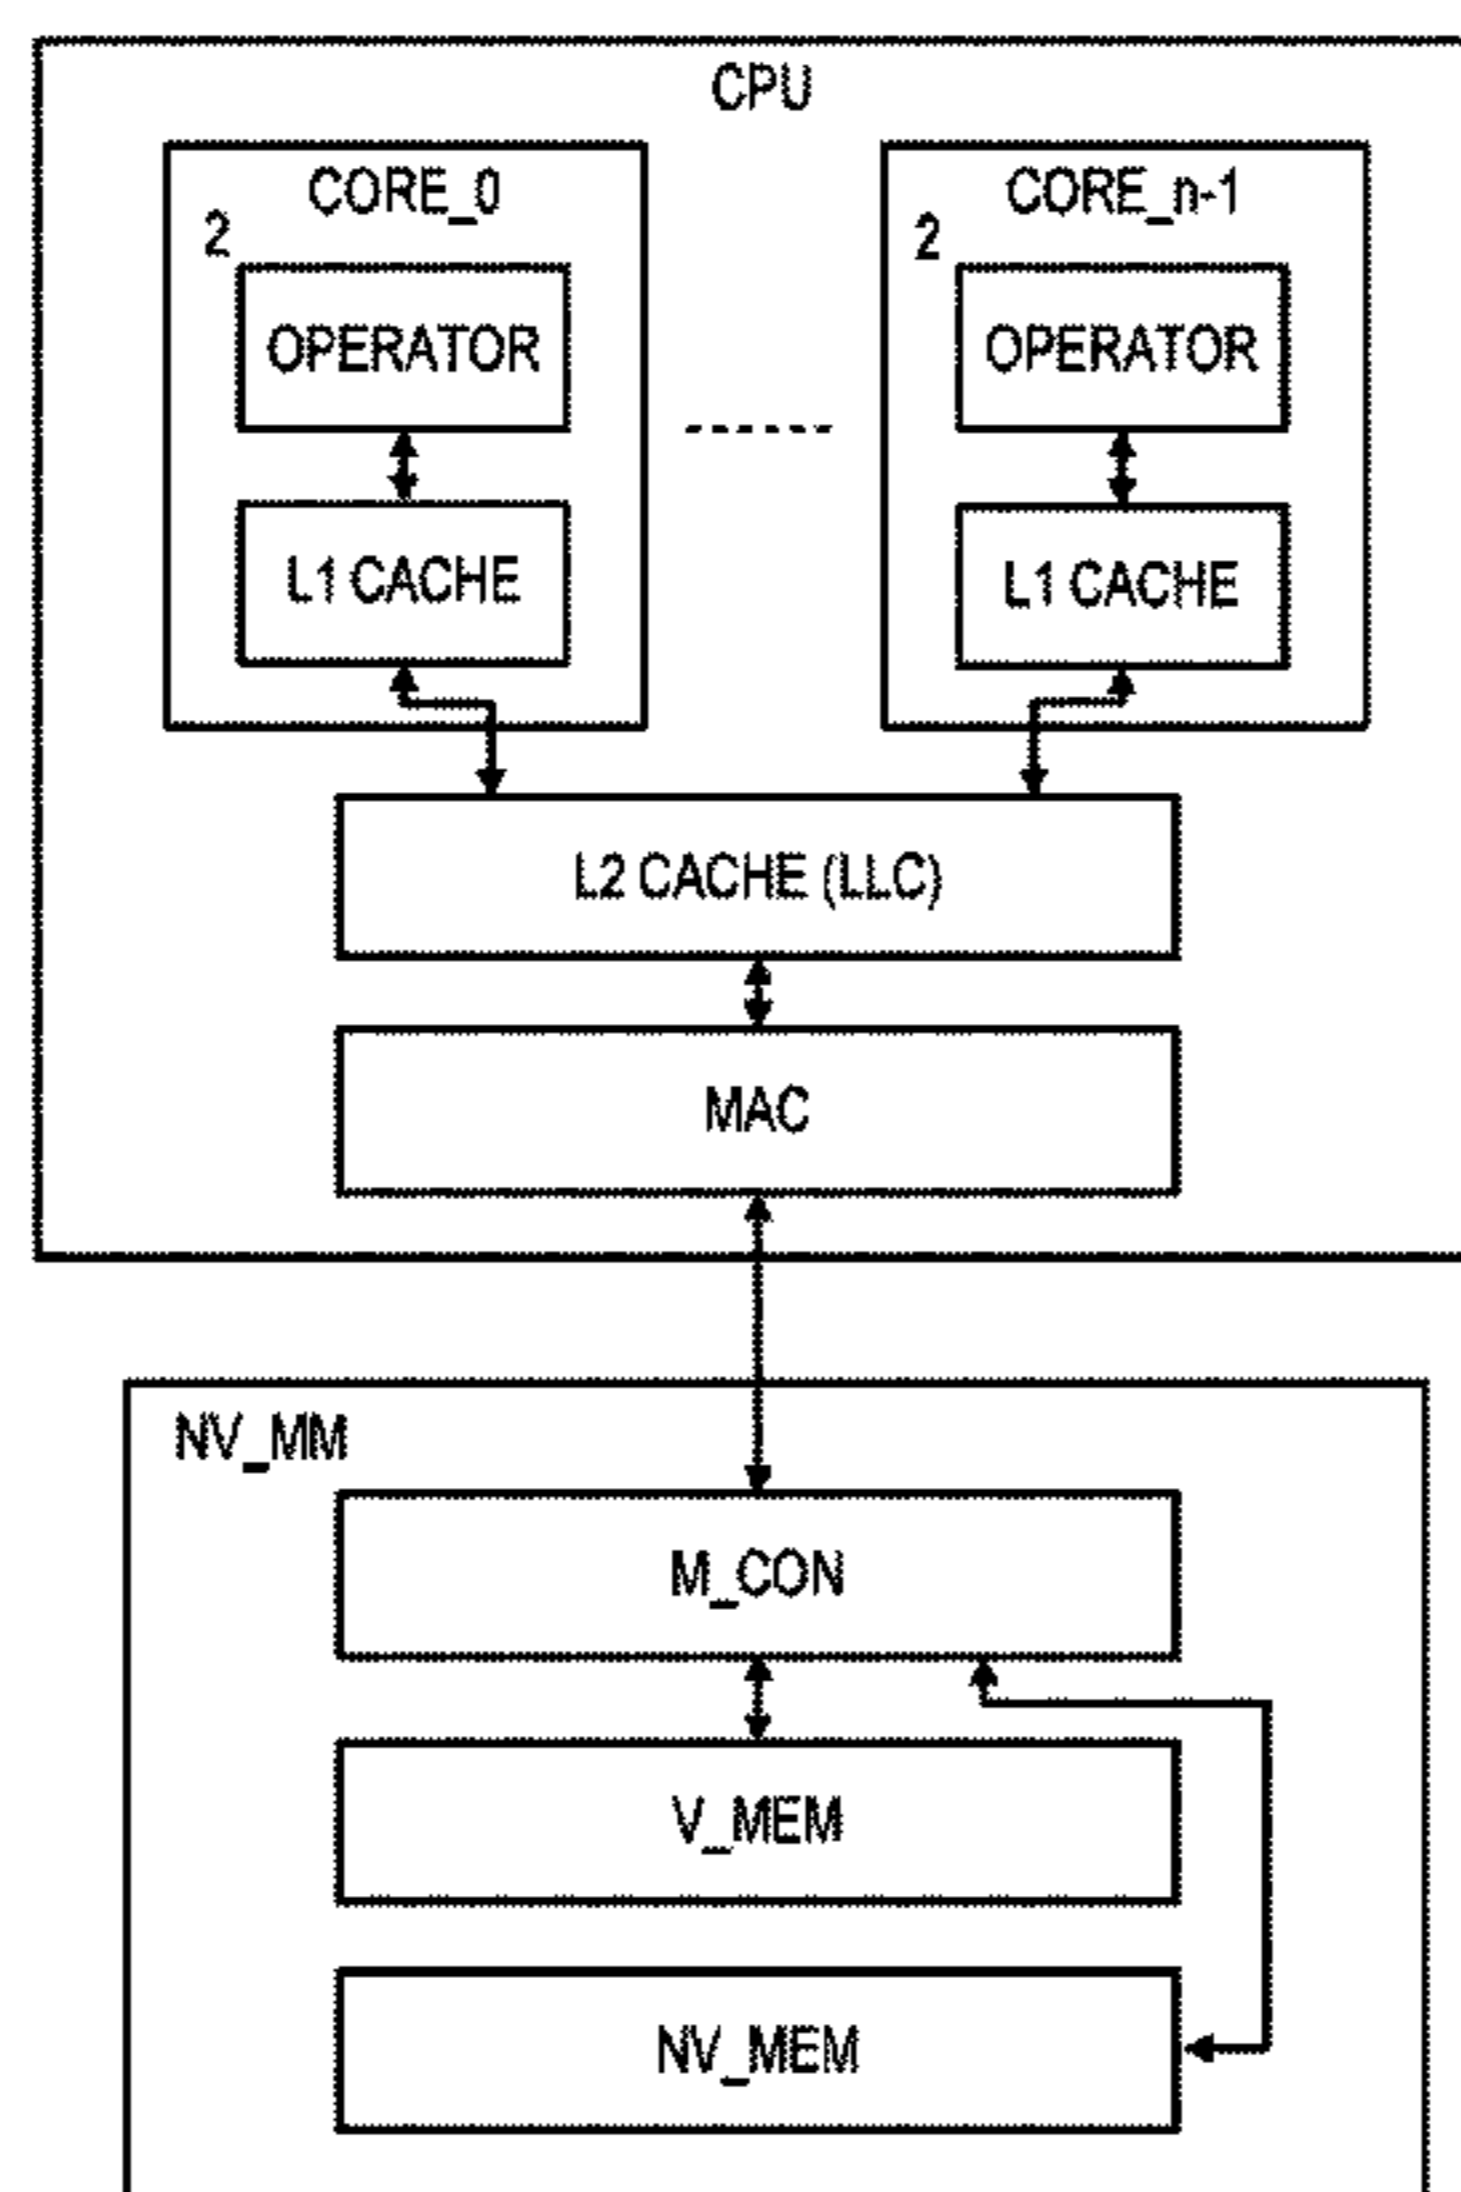 CPU
CORE_0
CORE_n-1
2
2
OPERATOR
OPERATOR
L1 CACHE
L1 CACHE
L2 CACHE (LLC)
MAC
NV_MM
M_CON
V_MEM
NV_MEM